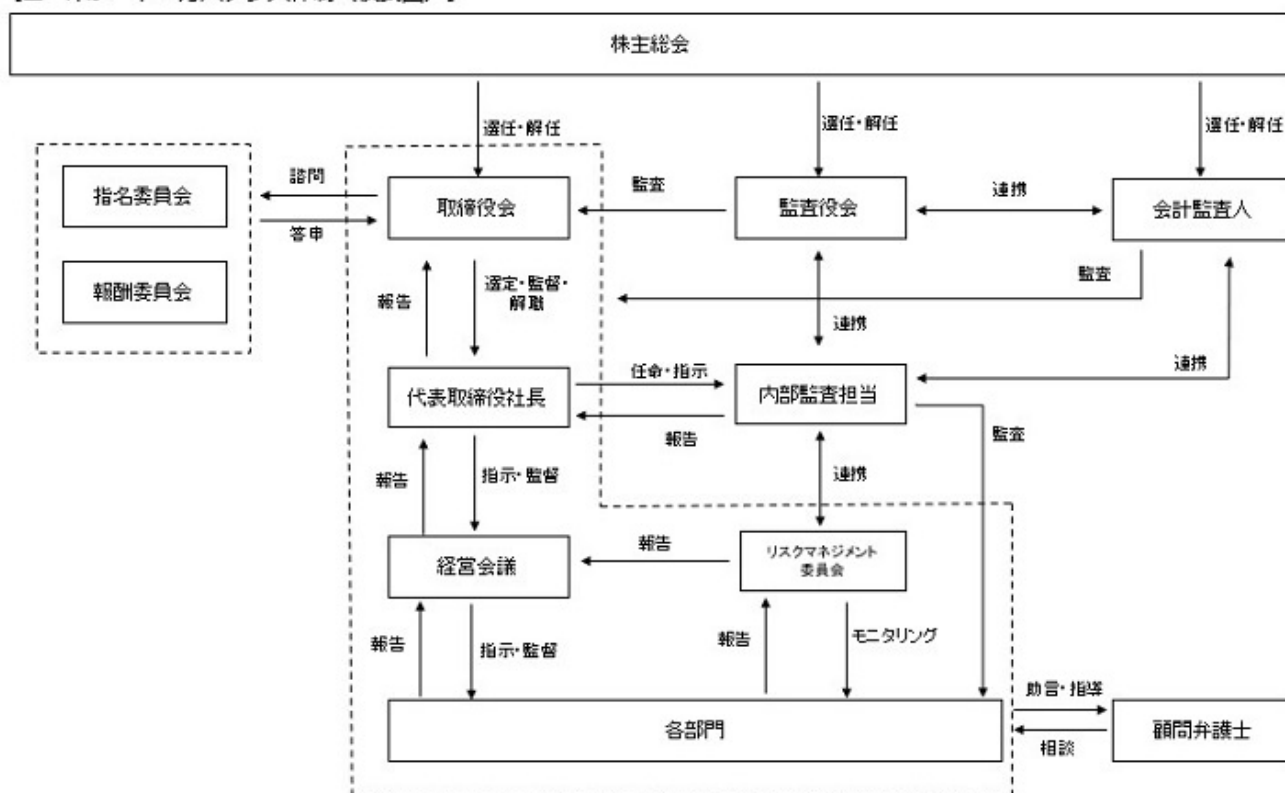 株主総会
選任・解任
選任・解任
選任・解任
指名委員会
諮問
取締役会
監査
監査役会
連携
会計監査人
答申
報酬委員会
報告
選定・監督・
解職
連携
監査
代表取締役社長
任命・指示
内部監査担当
連携
報告
監査
報告
指示・監督
連携
経営会議
報告
リスクマネジメント
委員会
報告
指示・監督
報告
モニタリング
各部門
助言・指導
顧問弁護士
相談